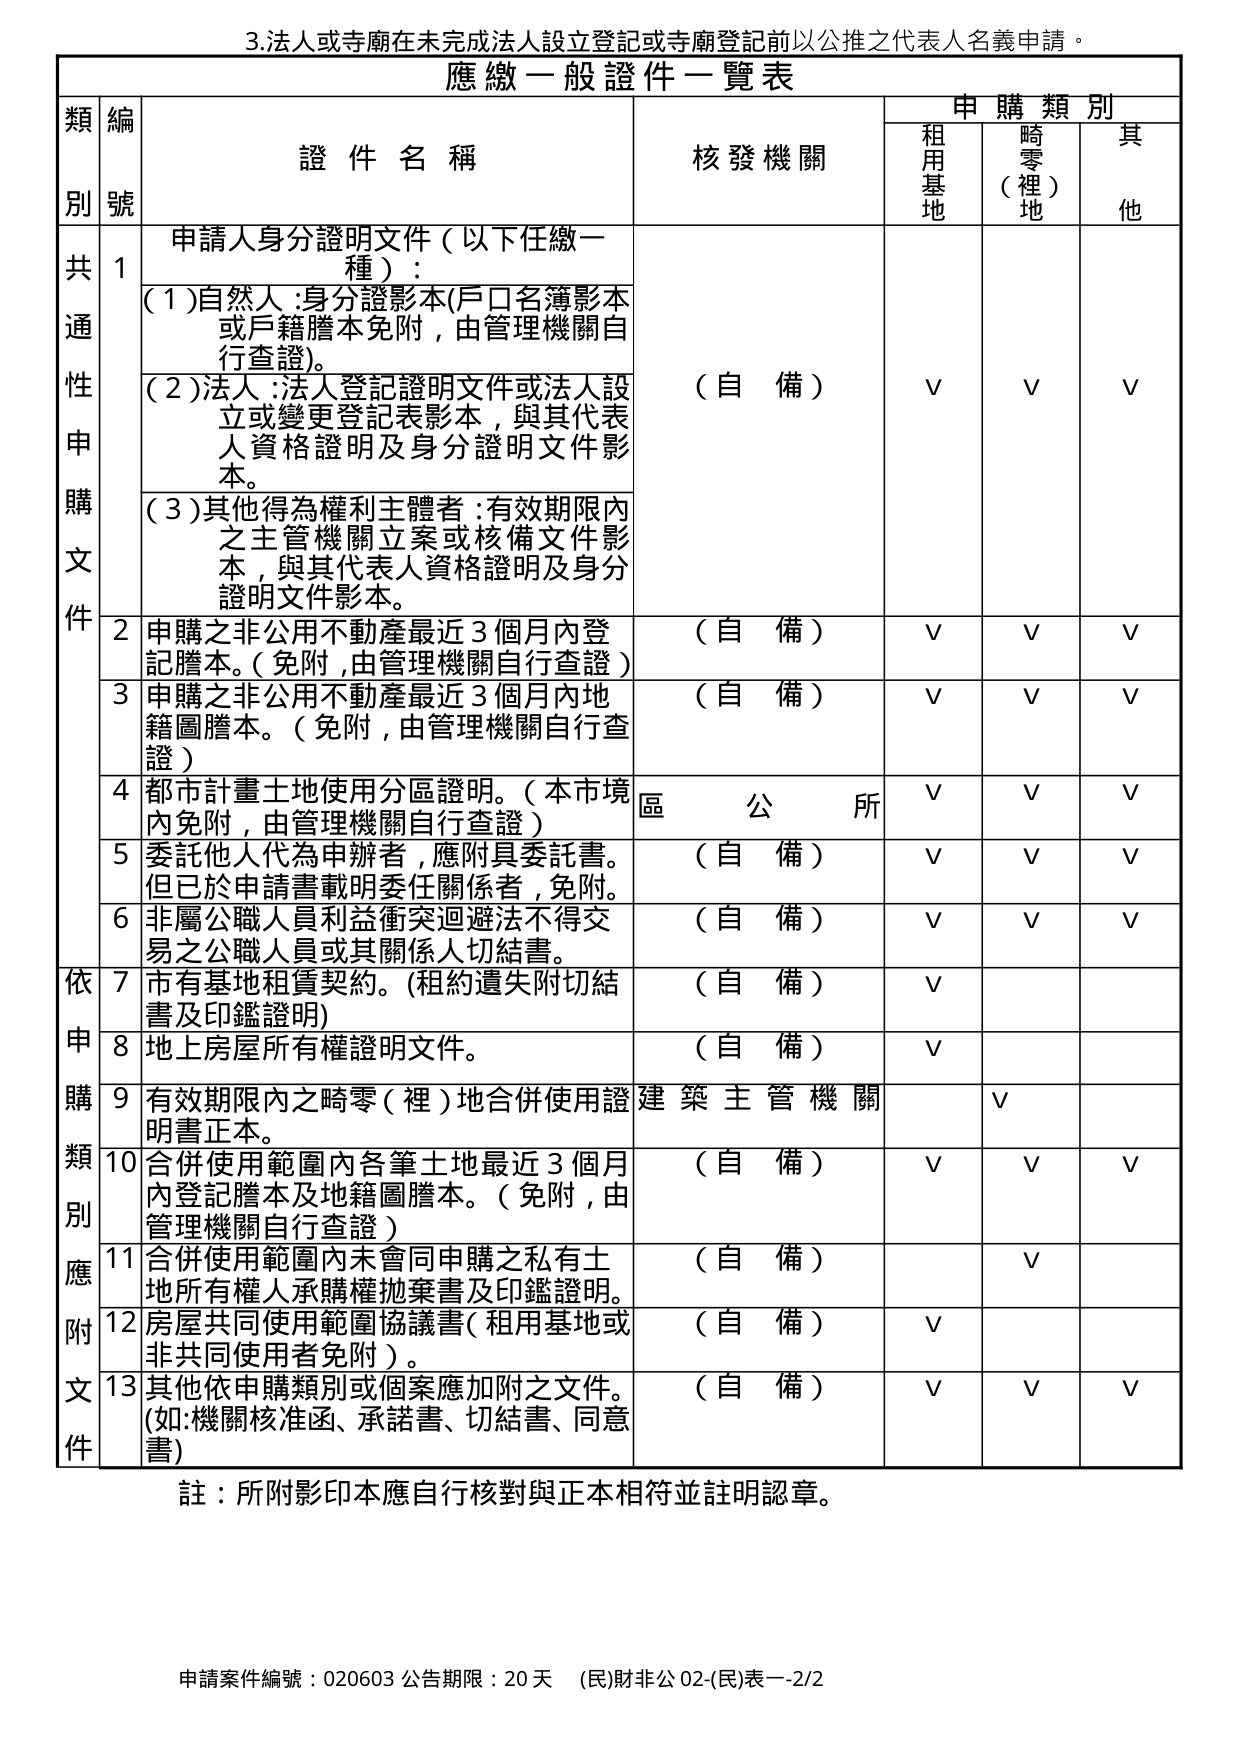 3.法人或寺廟在未完成法人設立登記或寺廟登記前以公推之代表人名義申請。
應繳一般證件一覽表
類別
編號
證件名稱
核發機關
申購類別
租用基地
畸零(裡)地
其他
共通性申購文件
1
申請人身分證明文件(以下任繳一
種):
(1)自然人:身分證影本(戶口名簿影本
或戶籍謄本免附,由管理機關自
行查證)。
(2)法人:法人登記證明文件或法人設
立或變更登記表影本,與其代表
人資格證明及身分證明文件影
本。
(3)其他得為權利主體者:有效期限內
之主管機關立案或核備文件影
本,與其代表人資格證明及身分
證明文件影本。
(自 備)
V V V
2 申購之非公用不動產最近3個月內登 (自 備) V V V
記謄本。(免附,由管理機關自行查證)
3 申購之非公用不動產最近3個月內地 (自 備) V V V
籍圖謄本。(免附,由管理機關自行查
證)
4 都市計畫土地使用分區證明。(本市境 區公所 V V V
內免附,由管理機關自行查證)
5 委託他人代為申辦者,應附具委託書。 (自 備) V V V
但已於申請書載明委任關係者,免附。
6 非屬公職人員利益衝突迴避法不得交 (自 備) V V V
易之公職人員或其關係人切結書。
依申購類別應附文件
7 市有基地租賃契約。(租約遺失附切結 (自 備) V
書及印鑑證明)
8 地上房屋所有權證明文件。 (自 備) V
9 有效期限內之畸零(裡)地合併使用證 建築主管機關 V
明書正本。
10 合併使用範圍內各筆土地最近3個月 (自 備) V V V
內登記謄本及地籍圖謄本。(免附,由
管理機關自行查證)
11 合併使用範圍內未會同申購之私有土 (自 備) V
地所有權人承購權拋棄書及印鑑證明。
12 房屋共同使用範圍協議書(租用基地或 (自 備) V
非共同使用者免附)。
13 其他依申購類別或個案應加附之文件。 (自 備) V V V
(如:機關核准函、承諾書、切結書、同意
書)
註:所附影印本應自行核對與正本相符並註明認章。
申請案件編號:020603 公告期限:20天 (民)財非公02-(民)表一-2/2